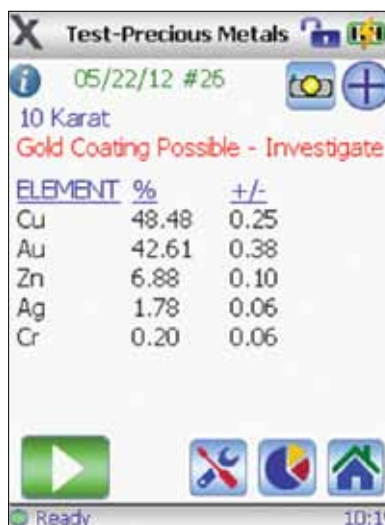 Test-Precious Metals
05/22/12 #26
10 Karat
Gold Coating Possible - Investigate
ELEMENT % +/-
Cu 48.48 0.25
Au 42.61 0.38
Zn 6.88 0.10
Ag 1.78 0.06
Cr 0.20 0.06
Ready